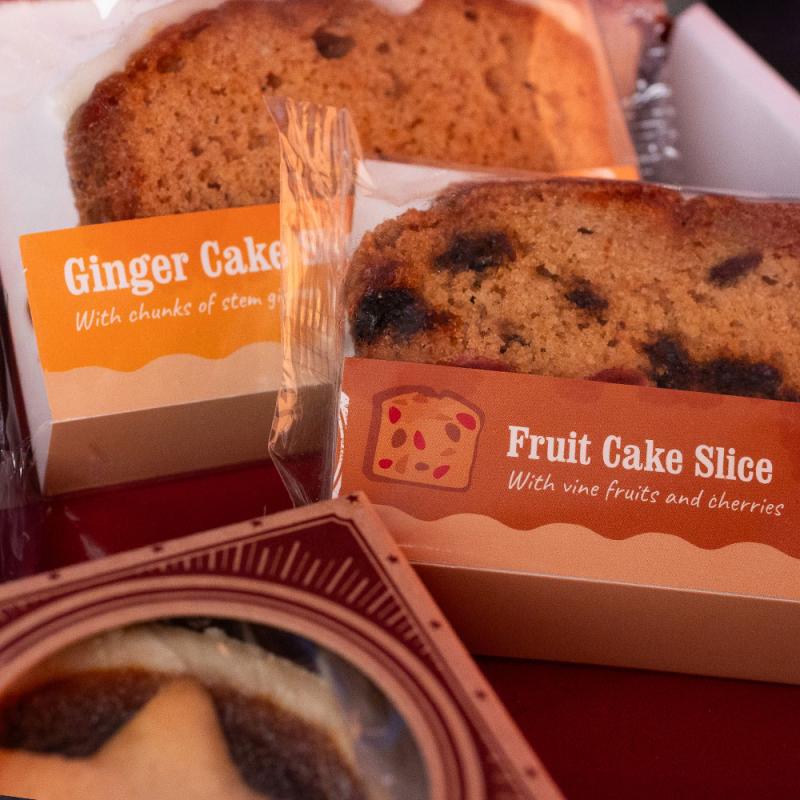 Ginger Cake
With chunks of stem
Fruit Cake Slice
With vine fruits and cherries